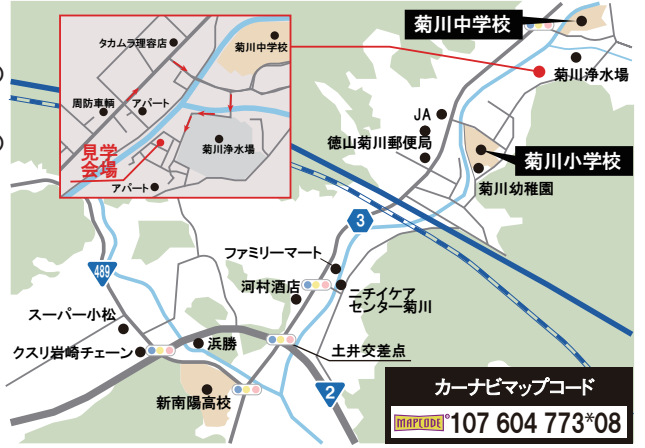 菊川中学校
タカムラ理容店
菊川中学校
菊川浄水場
周防車輌
アパート
JA
徳山菊川郵便局
見学
会場
菊川浄水場
菊川小学校
アパート
菊川幼稚園
3
ファミリーマート
489
河村酒店
ニチイケア
センター菊川
スーパー小松
クスリ岩崎チェーン
浜勝
土井交差点
新南陽高校
2
カーナビマップコード
MAPCODE® 107 604 773*08